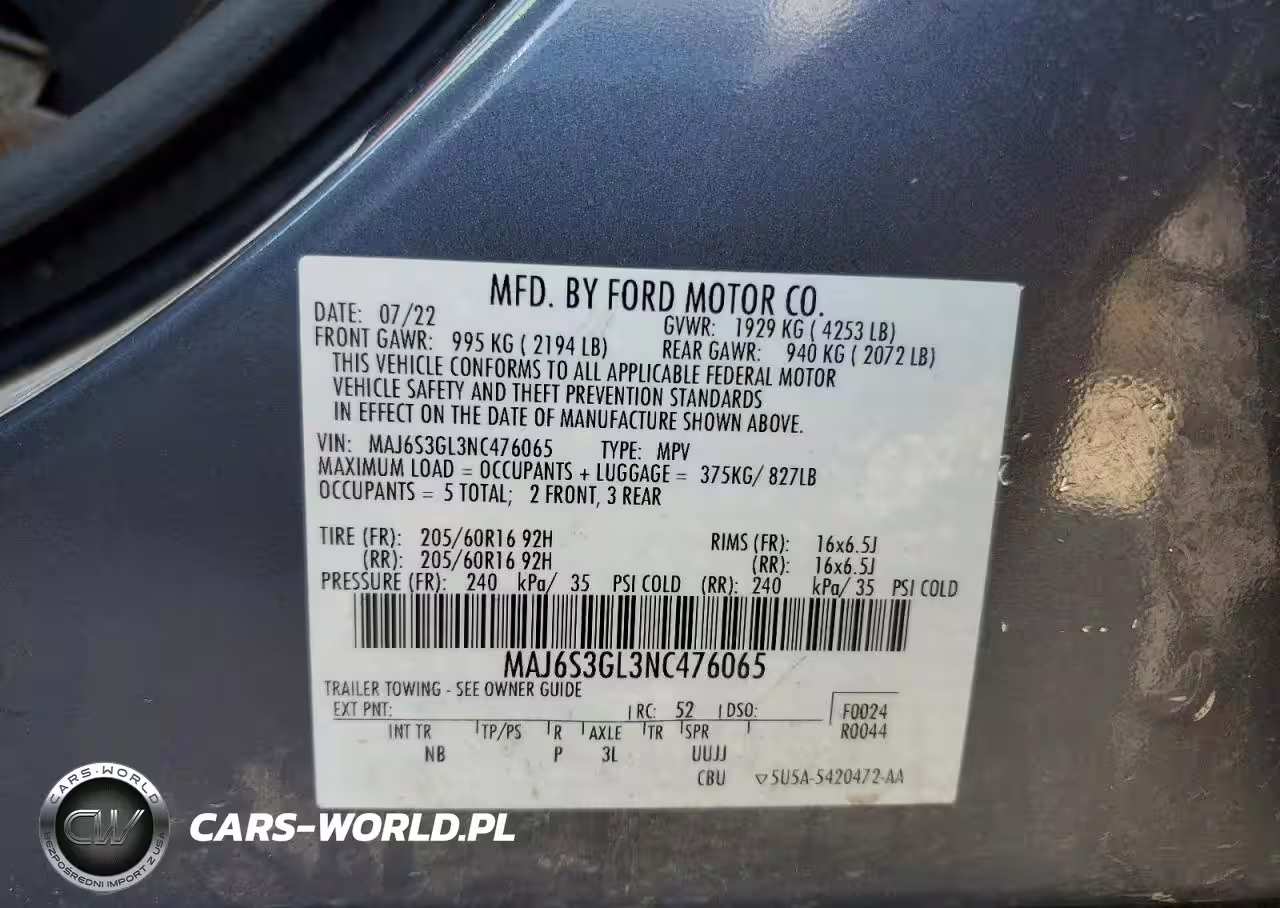 MFD. BY FORD MOTOR CO.
DATE: 07/22 GVWR: 1929 KG ( 4253 LB)
FRONT GAWR: 995 KG ( 2194 LB) REAR GAWR: 940 KG ( 2072 LB)
THIS VEHICLE CONFORMS TO ALL APPLICABLE FEDERAL MOTOR
VEHICLE SAFETY AND THEFT PREVENTION STANDARDS
IN EFFECT ON THE DATE OF MANUFACTURE SHOWN ABOVE.
VIN: MAJ6S3GL3NC476065 TYPE: MPV
MAXIMUM LOAD = OCCUPANTS + LUGGAGE = 375KG/ 827LB
OCCUPANTS = 5 TOTAL; 2 FRONT, 3 REAR
TIRE (FR): 205/60R16 92H RIMS (FR): 16x6.5J
(RR): 205/60R16 92H (RR): 16x6.5J
PRESSURE (FR): 240 kPa/ 35 PSI COLD (RR): 240 kPa/ 35 PSI COLD
MAJ6S3GL3NC476065
TRAILER TOWING - SEE OWNER GUIDE
EXT PNT: RC: 52 DSO: F0024
INT TR TP/PS R AXLE TR SPR R0044
NB P 3L UUJJ
CBU 5U5A-5420472-AA
CARS-WORLD
CW
BEZPOŚREDNI IMPORT Z USA
CARS-WORLD.PL